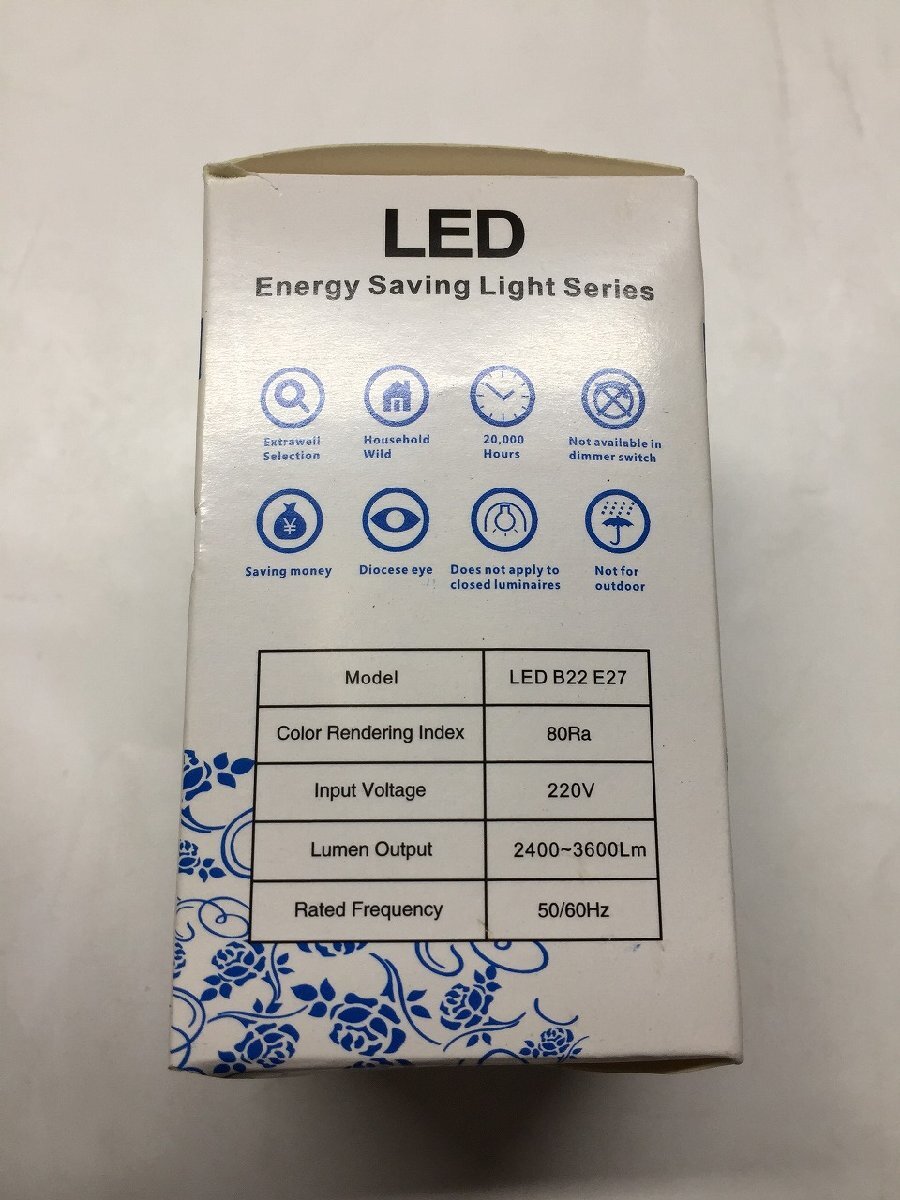 LED
Energy Saving Light Series
Extrawell
Selection
Household
Wild
20,000
Hours
Not available in
dimmer switch
¥
Saving money
Diocese eye
Does not apply to
closed luminaires
Not for
outdoor
Model LED B22 E27
Color Rendering Index 80Ra
Input Voltage 220V
Lumen Output 2400~3600Lm
Rated Frequency 50/60Hz